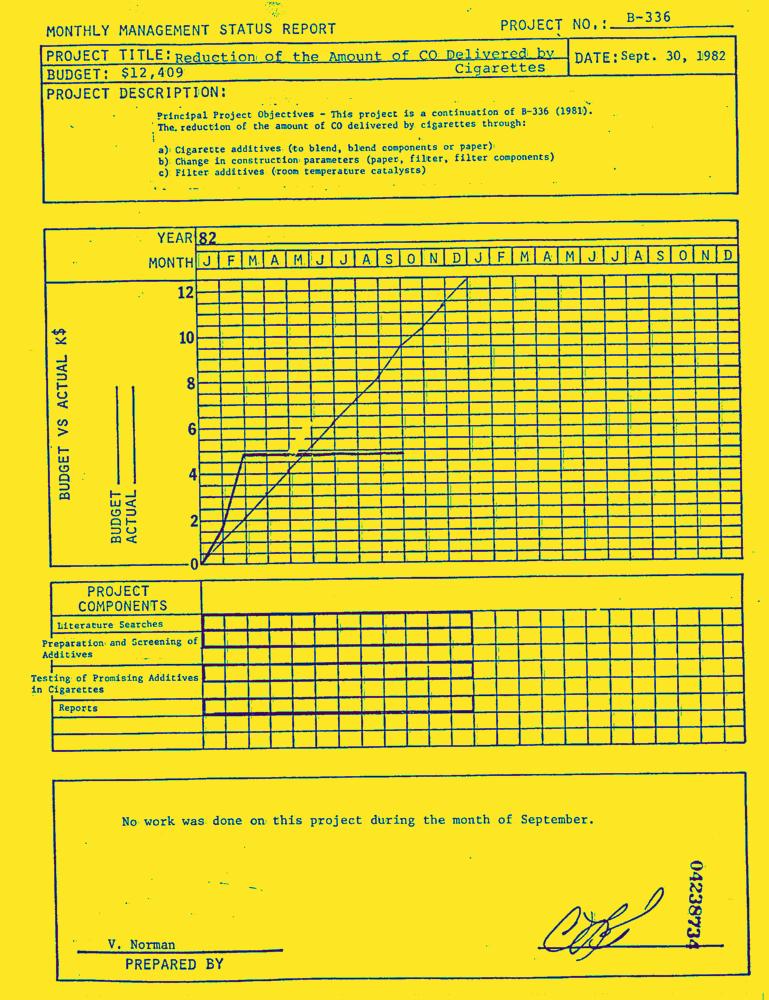 MONTHLY MANAGEMENT STATUS REPORT
PROJECT NO.: B-336
PROJECT TITLE: Reduction of the Amount of CO Delivered by
Cigarettes
DATE: Sept. 30, 1982
BUDGET: $12,409
PROJECT DESCRIPTION:
Principal Project Objectives - This project is a continuation of B-336 (1981).
The reduction of the amount of CO delivered by cigarettes through:
a) Cigarette additives (to blend, blend components or paper)
b) Change in construction parameters (paper, filter, filter components)
c) Filter additives (room temperature catalysts)
YEAR 82
MONTH J F M A M J J A S O N D J F M A M J J A S O N D
BUDGET VS ACTUAL K$
BUDGET
ACTUAL
12
10
8
6
4
2
0
PROJECT
COMPONENTS
Literature Searches
Preparation and Screening of
Additives
Testing of Promising Additives
in Cigarettes
Reports
No work was done on this project during the month of September.
04238734
V. Norman
PREPARED BY